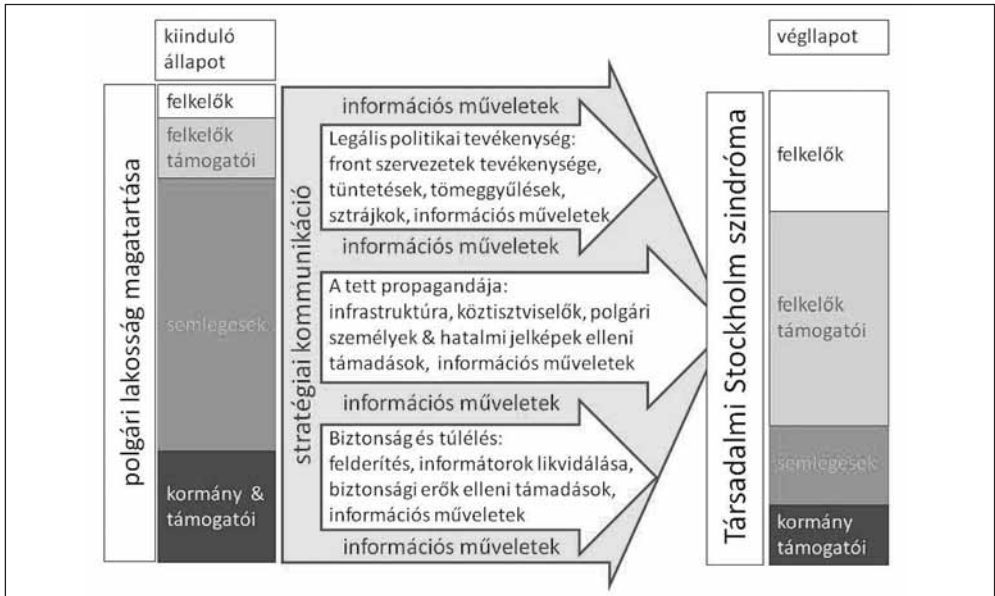 kiinduló
állapot
polgári lakosság magatartása
felkelők
felkelők
támogatói
semlegesek
kormány &
támogatói
stratégiai kommunikáció
információs műveletek
Legális politikai tevékenység:
front szervezetek tevékenysége,
tüntetések, tömeggyűlések,
sztrájkok, információs műveletek
információs műveletek
A tett propagandája:
infrastruktúra, köztisztviselők, polgári
személyek & hatalmi jelképek elleni
támadások, információs műveletek
információs műveletek
Biztonság és túlélés:
felderítés, informátorok likvidálása,
biztonsági erők elleni támadások,
információs műveletek
információs műveletek
Társadalmi Stockholm szindróma
végllapot
felkelők
felkelők
támogatói
semlegesek
kormány
támogatói